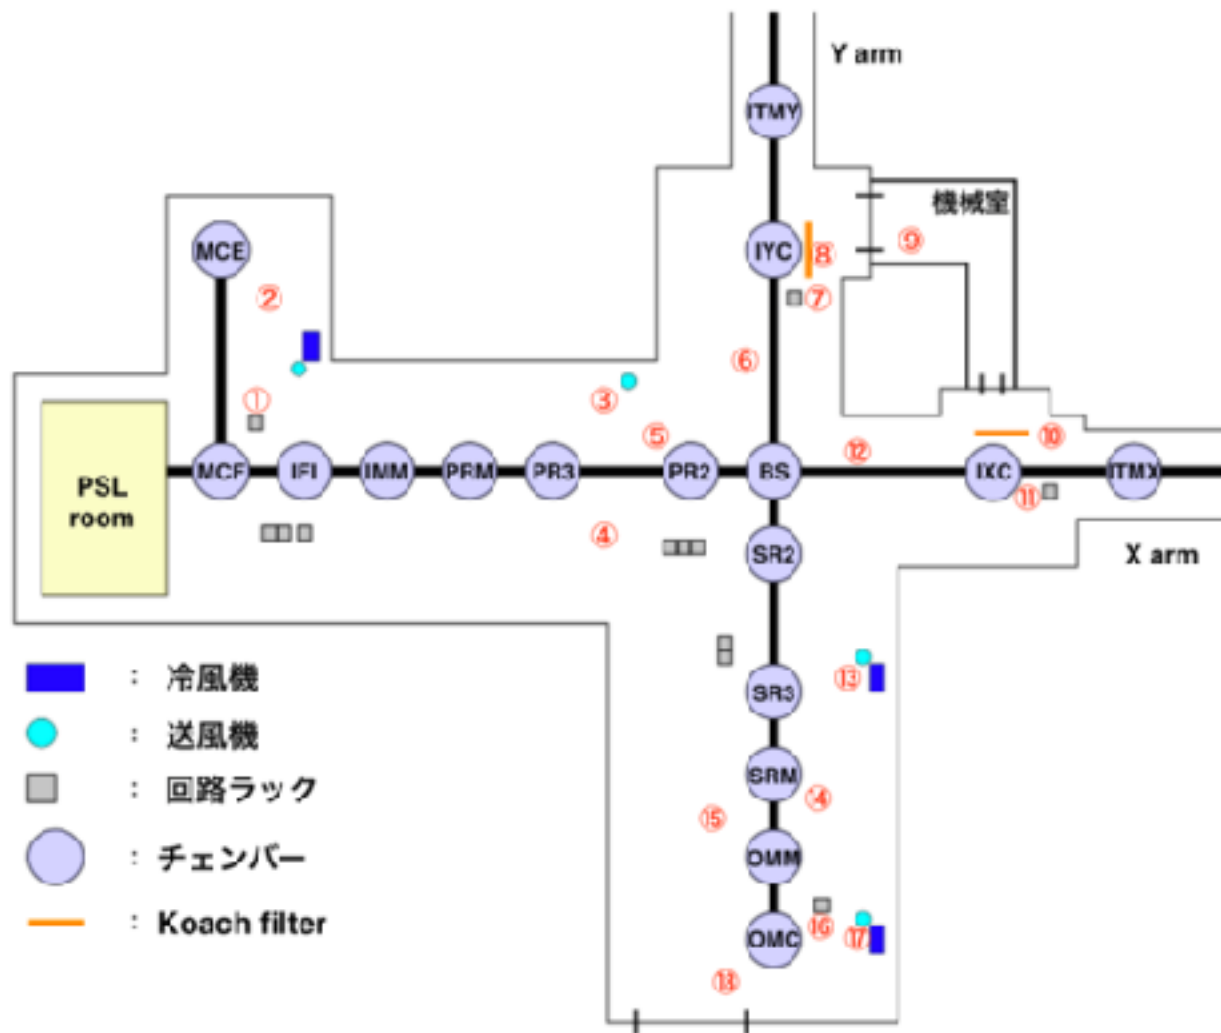 Y arm
ITMY
機械室
MCE
IYC
⑧
⑨
②
⑦
⑥
①
③
⑤
⑫
⑩
MCF
IFI
IMM
PRM
PR3
PR2
BS
IXC
ITMX
PSL
room
⑪
④
SR2
X arm
: 冷風機
⑬
SR3
: 送風機
SRM
: 回路ラック
⑭
⑮
: チェンバー
OMM
: Koach filter
⑯
⑰
OMC
⑱